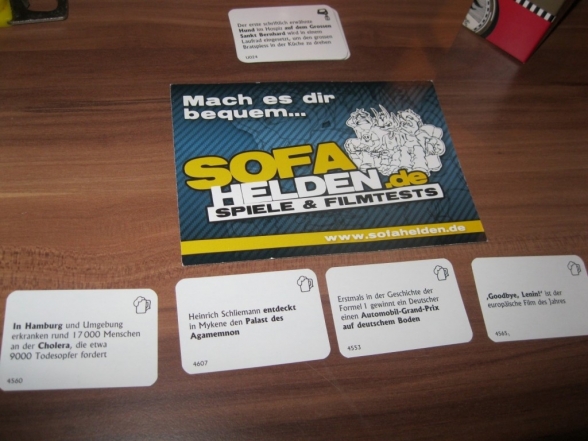 Der erste schriftlich erwähnte
Hund im Hospiz auf dem Grossen
Sankt Bernhard wird in einem
Laufrad eingesetzt, um den grossen
Bratspiess in der Küche zu drehen
Mach es dir
bequem...
SOFA
HELDEN.de
SPIELE & FILMTESTS
www.sofahelden.de
In Hamburg und Umgebung
erkranken rund 17000 Menschen
an der Cholera, die etwa
9000 Todesopfer fordert
4560
Heinrich Schliemann entdeckt
in Mykene den Palast des
Agamemnon
4607
Erstmals in der Geschichte der
Formel 1 gewinnt ein Deutscher
einen Automobil-Grand-Prix
auf deutschem Boden
4553
‚Goodbye, Lenin!' ist der
europäische Film des Jahres